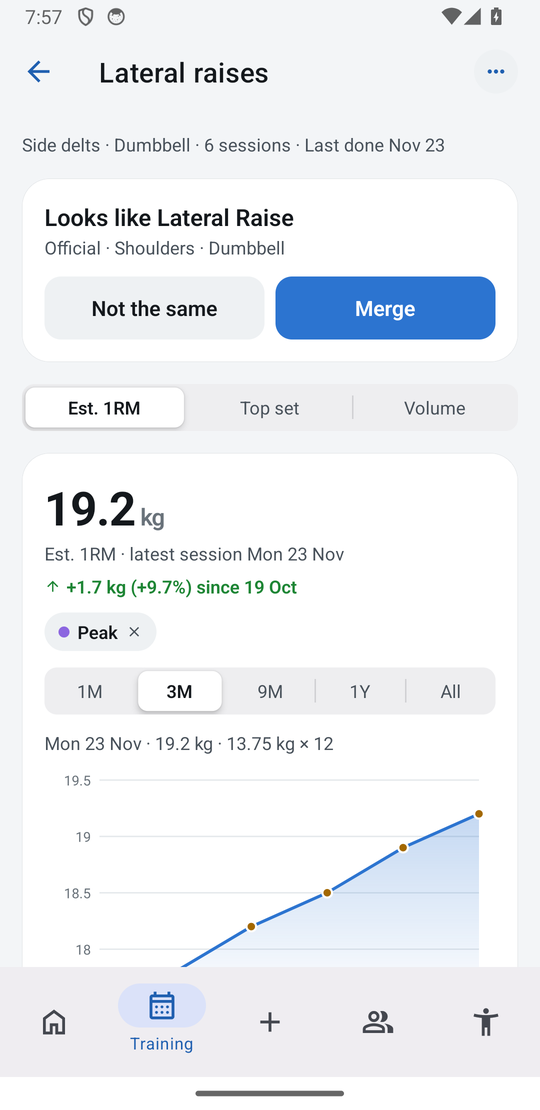 7:57
Lateral raises
Side delts · Dumbbell · 6 sessions · Last done Nov 23
Looks like Lateral Raise
Official · Shoulders · Dumbbell
Not the same Merge
Est. 1RM Top set Volume
19.2 kg
Est. 1RM · latest session Mon 23 Nov
↑ +1.7 kg (+9.7%) since 19 Oct
Peak ×
1M 3M 9M 1Y All
Mon 23 Nov · 19.2 kg · 13.75 kg × 12
19.5
19
18.5
18
Training